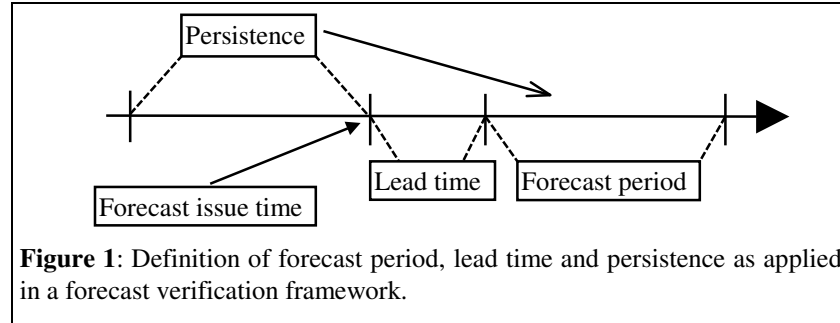 Persistence
Lead time
Forecast period
Forecast issue time
Figure 1: Definition of forecast period, lead time and persistence as applied
in a forecast verification framework.